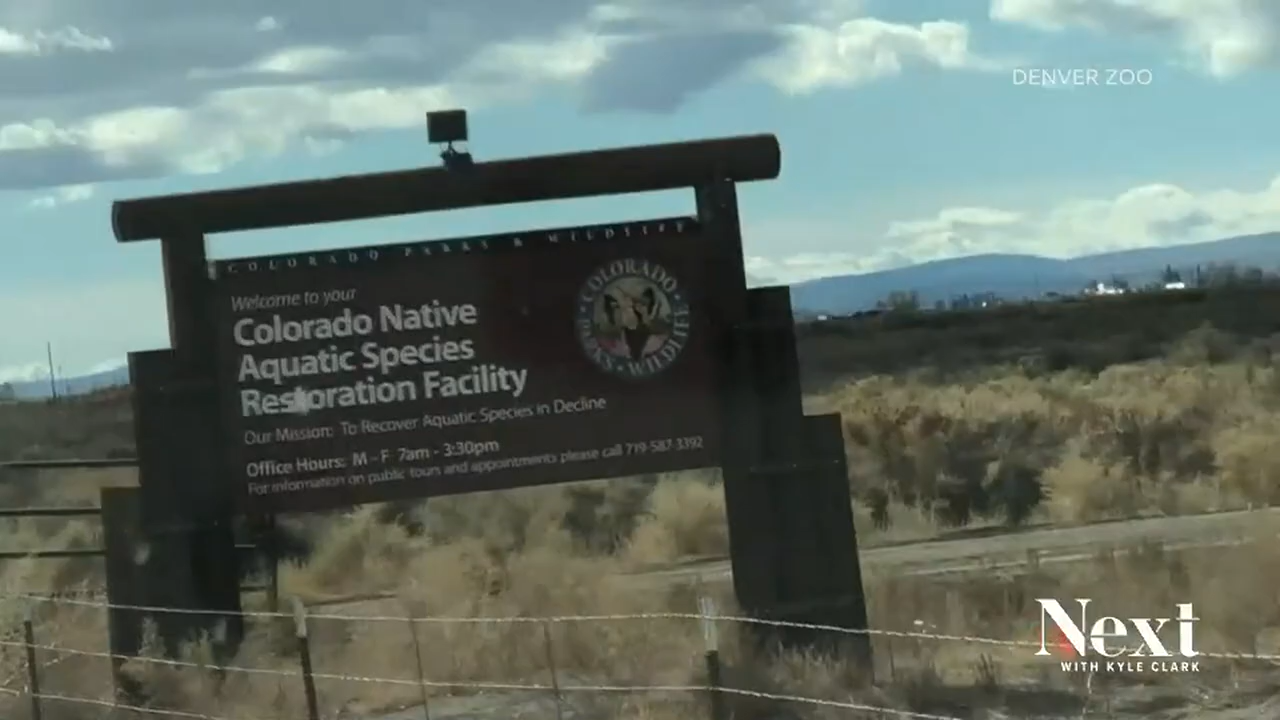 DENVER ZOO
COLORADO PARKS & WILDLIFE
Welcome to your
Colorado Native
Aquatic Species
Restoration Facility
Our Mission: To Recover Aquatic Species in Decline
Office Hours: M - F 7am - 3:30pm
For information on public tours and appointments please call 719-587-3392
COLORADO
PARKS • WILDLIFE
Next
WITH KYLE CLARK